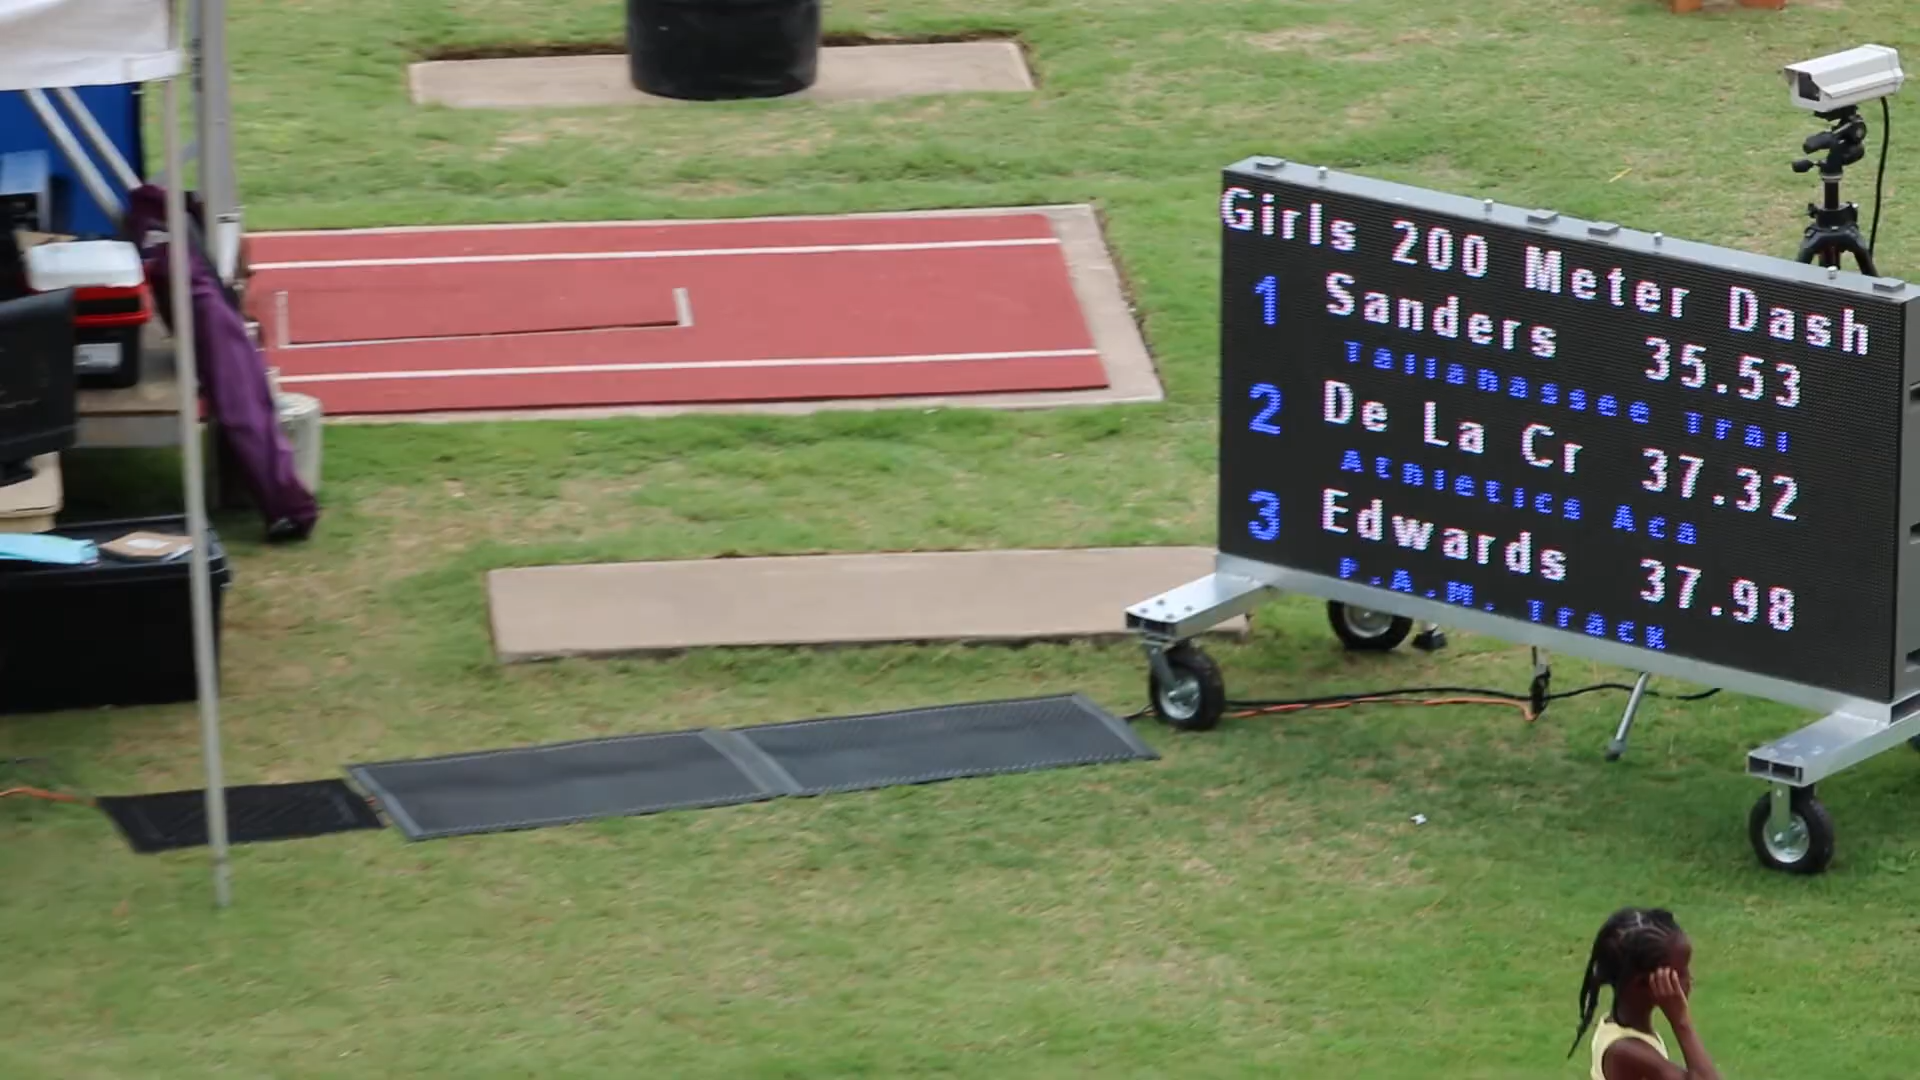 Girls 200 Meter Dash
1 Sanders 35.53
Tallahassee Trai
2 De La Cr 37.32
Athletics Aca
3 Edwards 37.98
P.A.M. Track